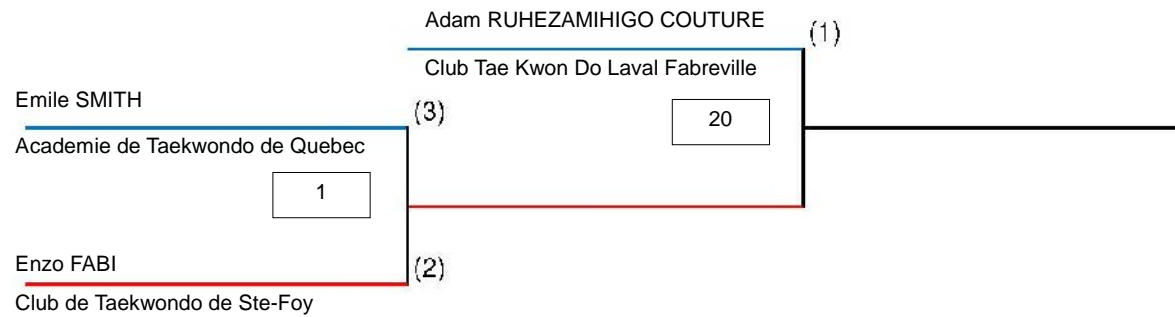 Adam RUHEZAMIHIGO COUTURE
(1)
Club Tae Kwon Do Laval Fabreville
Emile SMITH
(3)
20
Academie de Taekwondo de Quebec
1
Enzo FABI
(2)
Club de Taekwondo de Ste-Foy